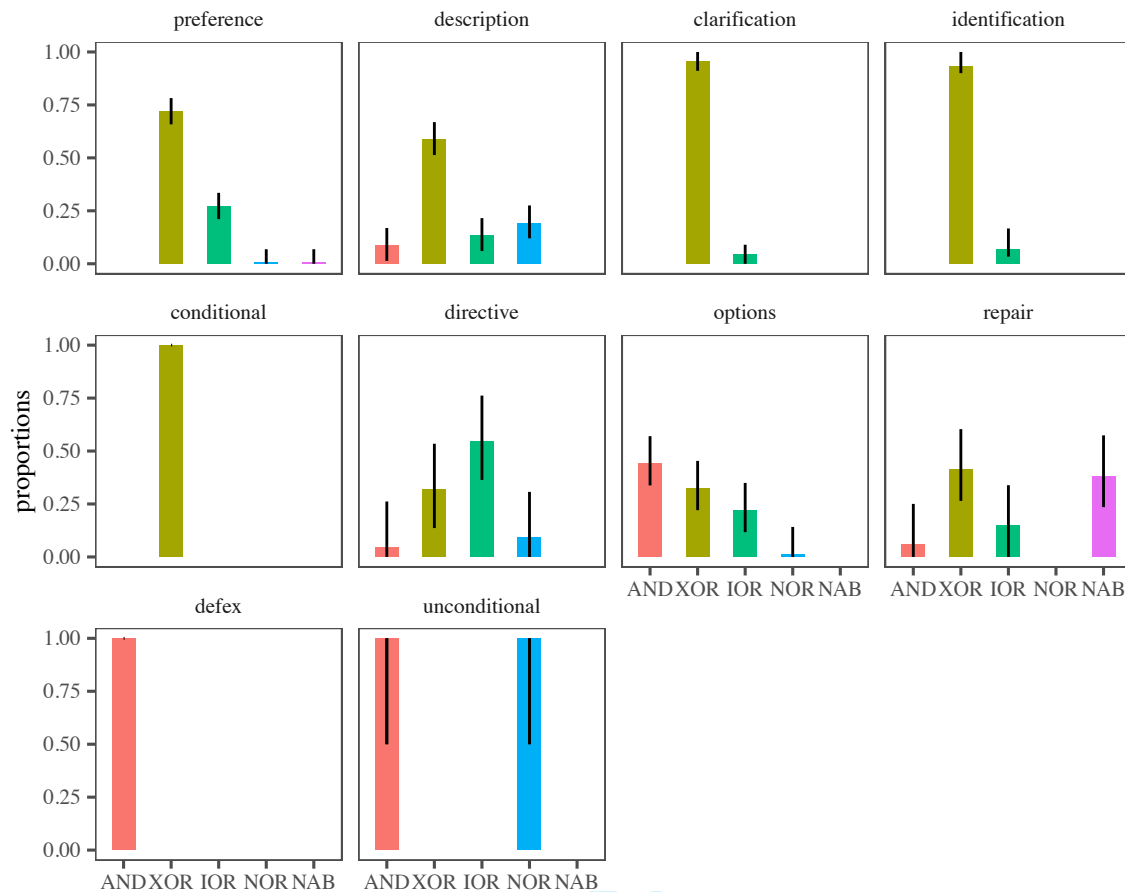 preference description clarification identification
1.00
0.75
0.50
0.25
0.00
conditional directive options repair
1.00
0.75
0.50
0.25
0.00
proportions
AND XOR IOR NOR NAB AND XOR IOR NOR NAB
defex unconditional
1.00
0.75
0.50
0.25
0.00
AND XOR IOR NOR NAB AND XOR IOR NOR NAB